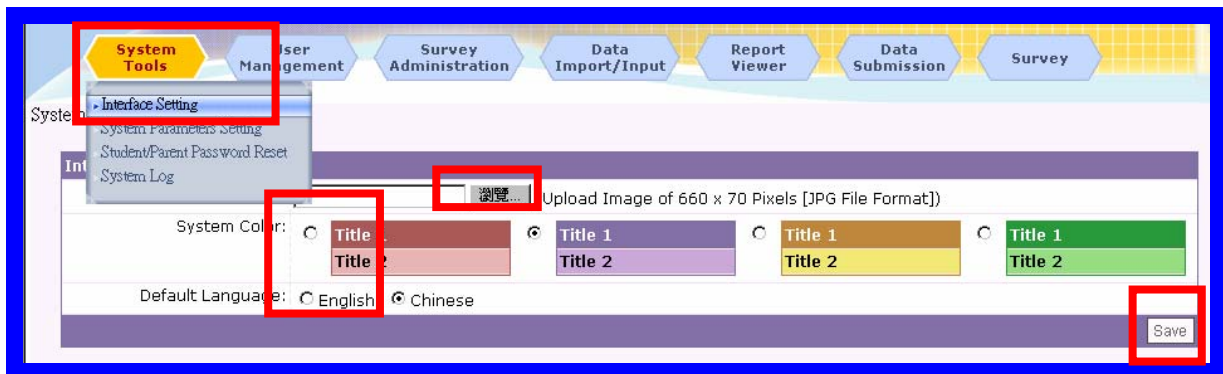 System Tools
User Management
Survey Administration
Data Import/Input
Report Viewer
Data Submission
Survey
Interface Setting
System
System Parameters Setting
Student/Parent Password Reset
System Log
瀏覽... Upload Image of 660 x 70 Pixels [JPG File Format])
System Color: Title 1 Title 1 Title 1 Title 1
Title 2 Title 2 Title 2 Title 2
Default Language: English Chinese
Save